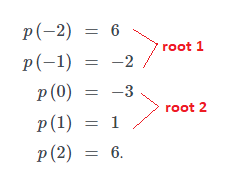 p(−2) = 6
p(−1) = −2
root 1
p(0) = −3
root 2
p(1) = 1
p(2) = 6.